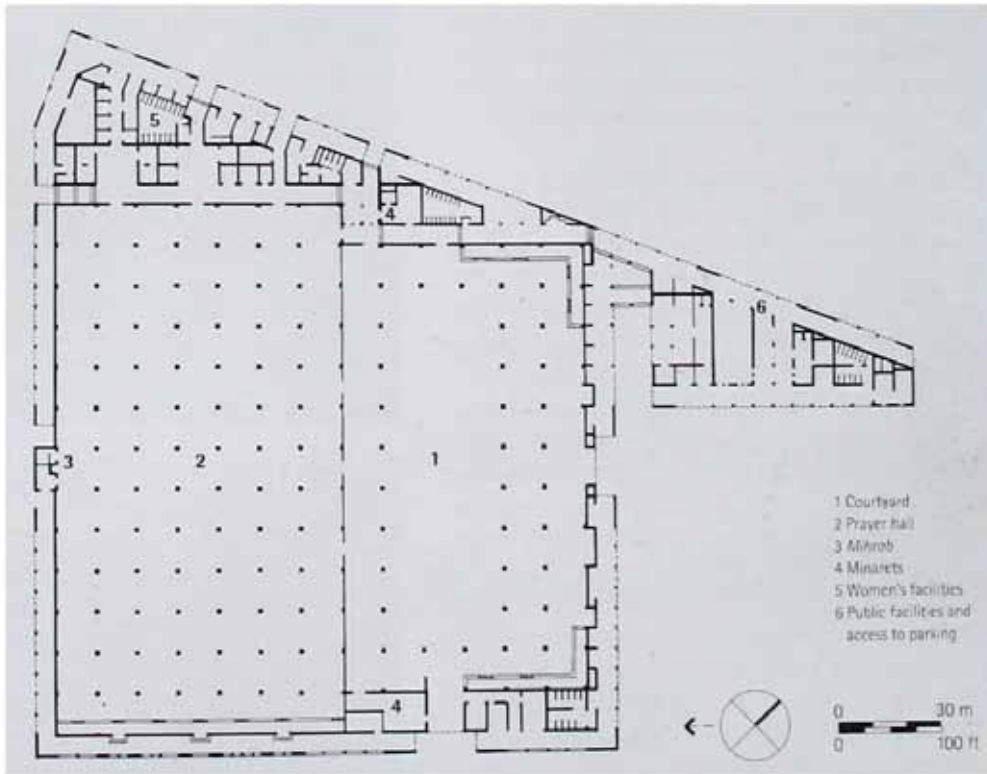 5
4
6
3
2
1
4
1 Courtyard
2 Prayer hall
3 Mihrab
4 Minarets
5 Women's facilities
6 Public facilities and
access to parking
0 30 m
0 100 ft